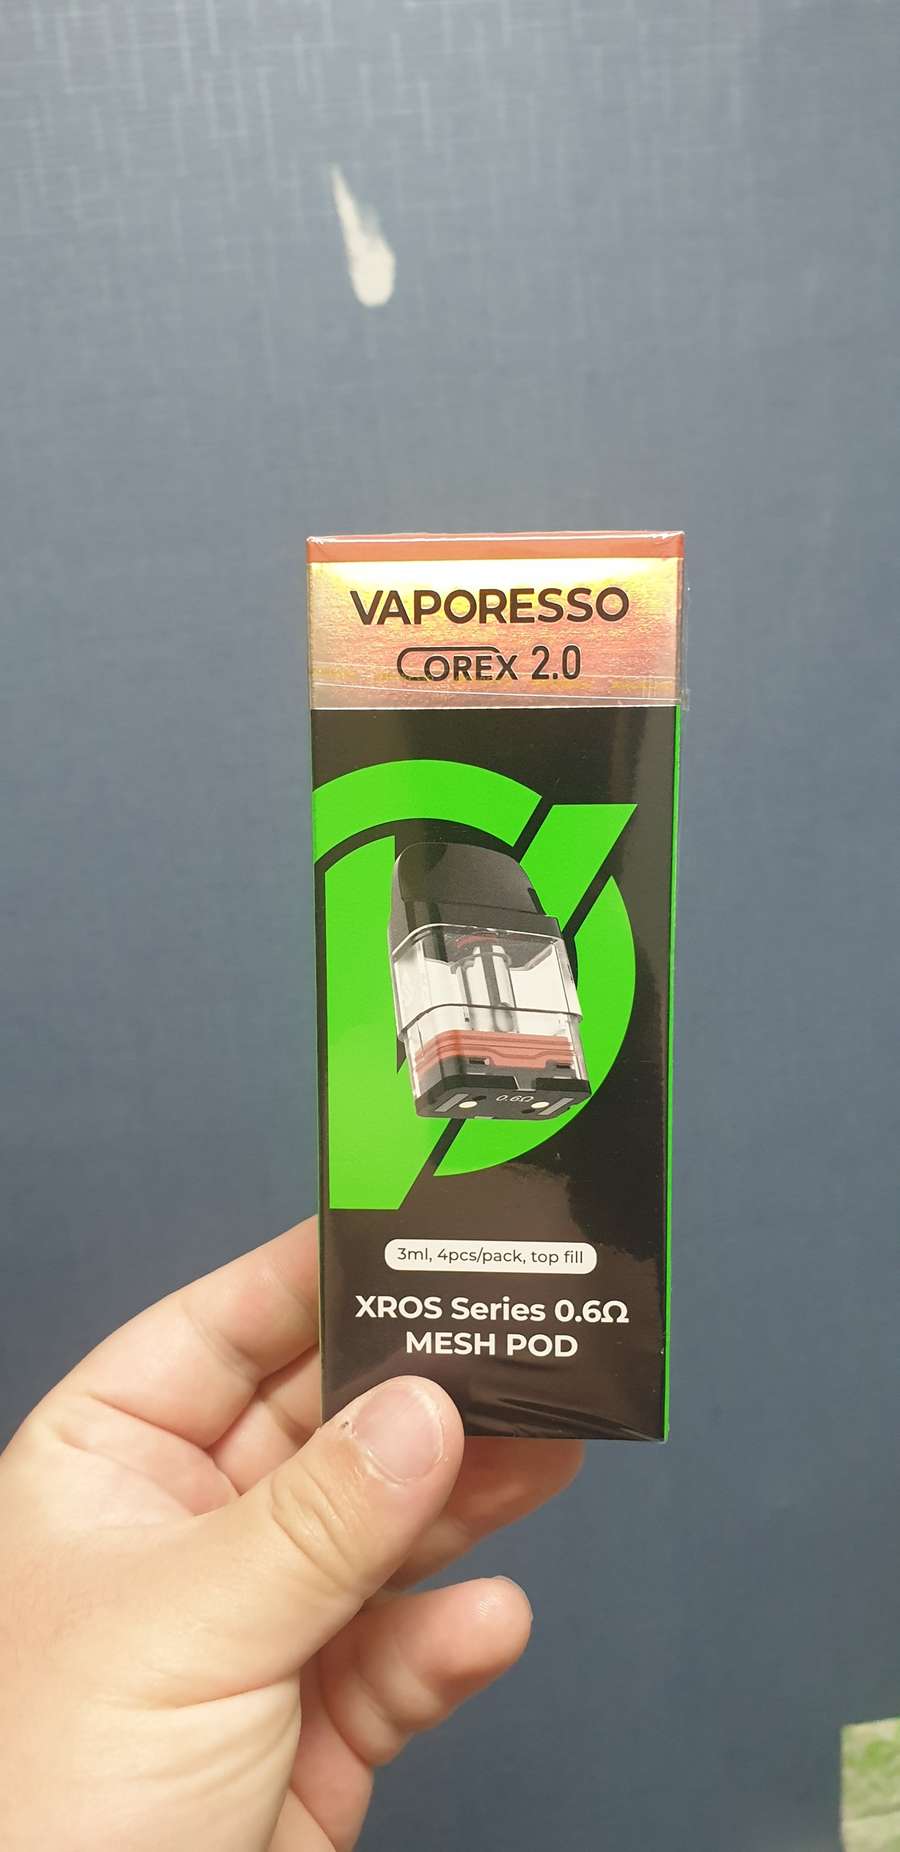 VAPORESSO
COREX 2.0
0.6Ω
3ml, 4pcs/pack, top fill
XROS Series 0.6Ω
MESH POD